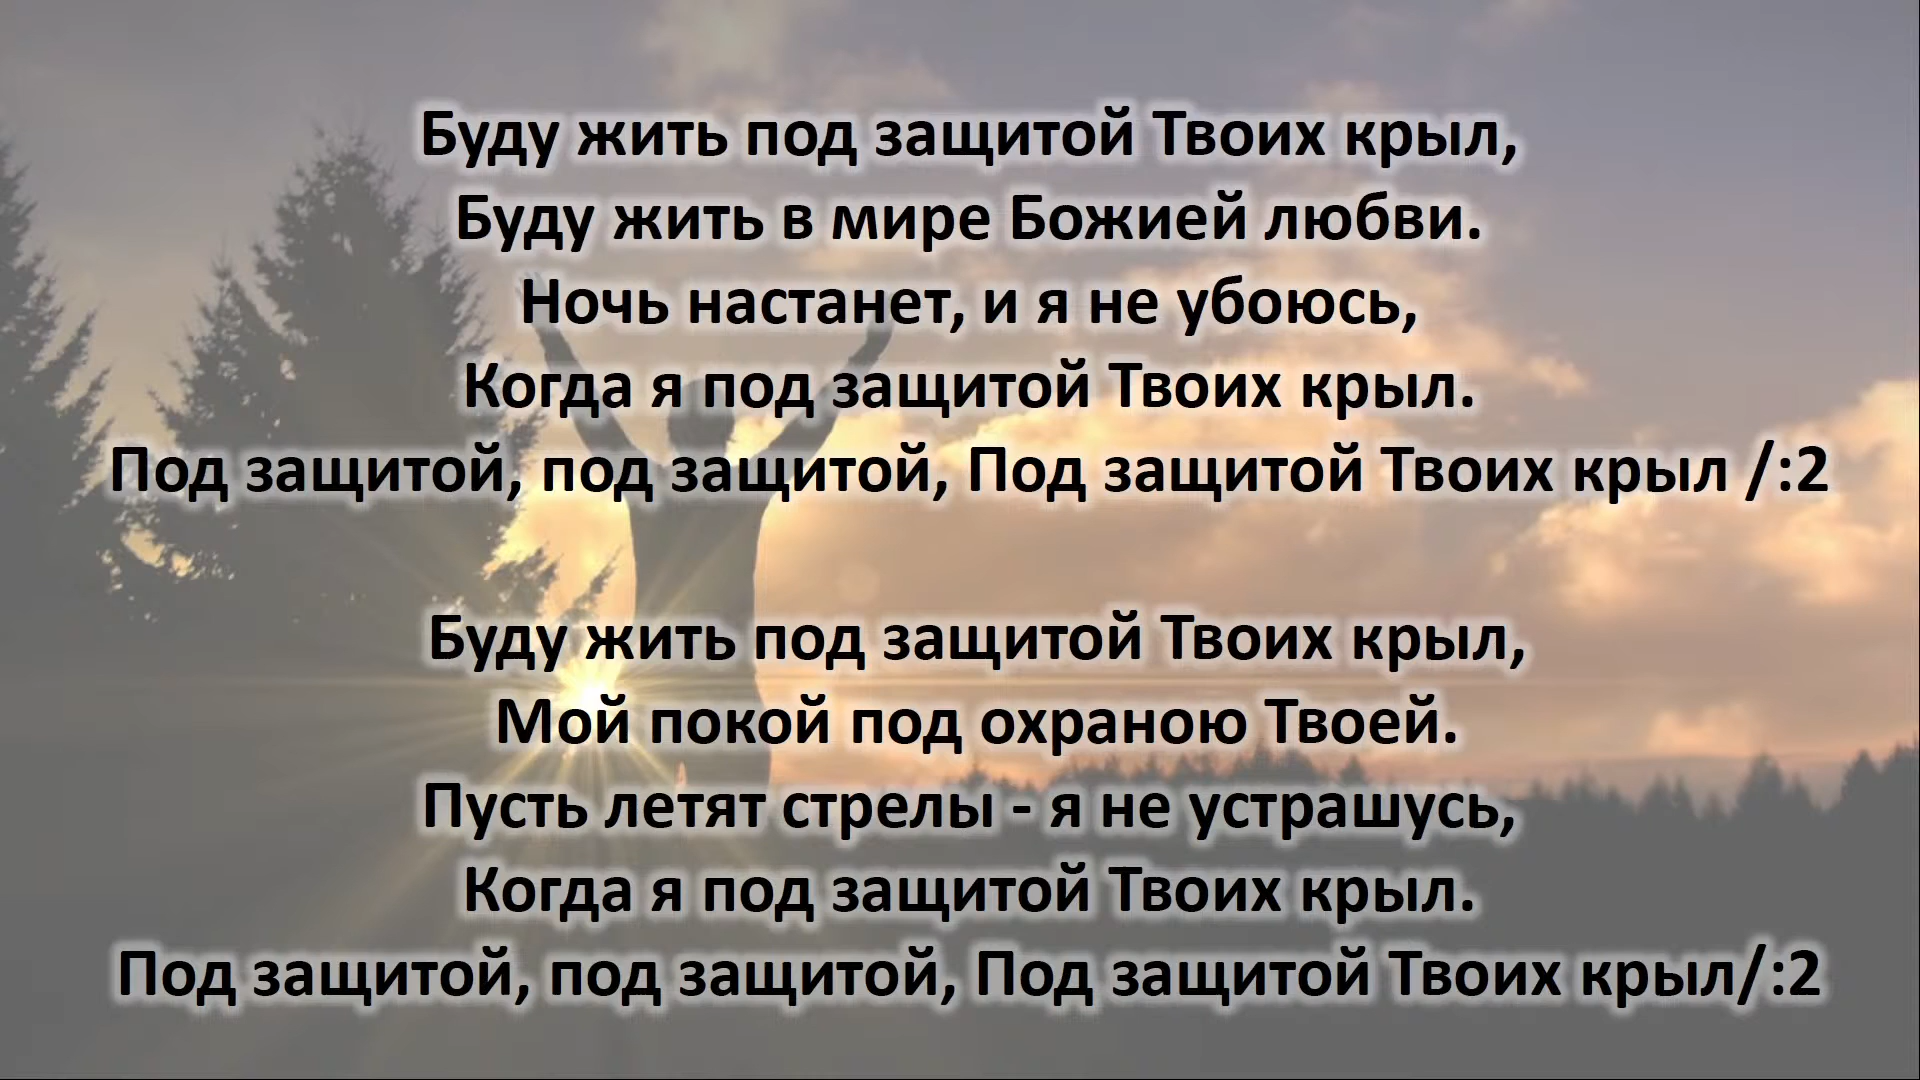 Буду жить под защитой Твоих крыл,
Буду жить в мире Божией любви.
Ночь настанет, и я не убоюсь,
Когда я под защитой Твоих крыл.
Под защитой, под защитой, Под защитой Твоих крыл /:2
Буду жить под защитой Твоих крыл,
Мой покой под охраною Твоей.
Пусть летят стрелы - я не устрашусь,
Когда я под защитой Твоих крыл.
Под защитой, под защитой, Под защитой Твоих крыл/:2